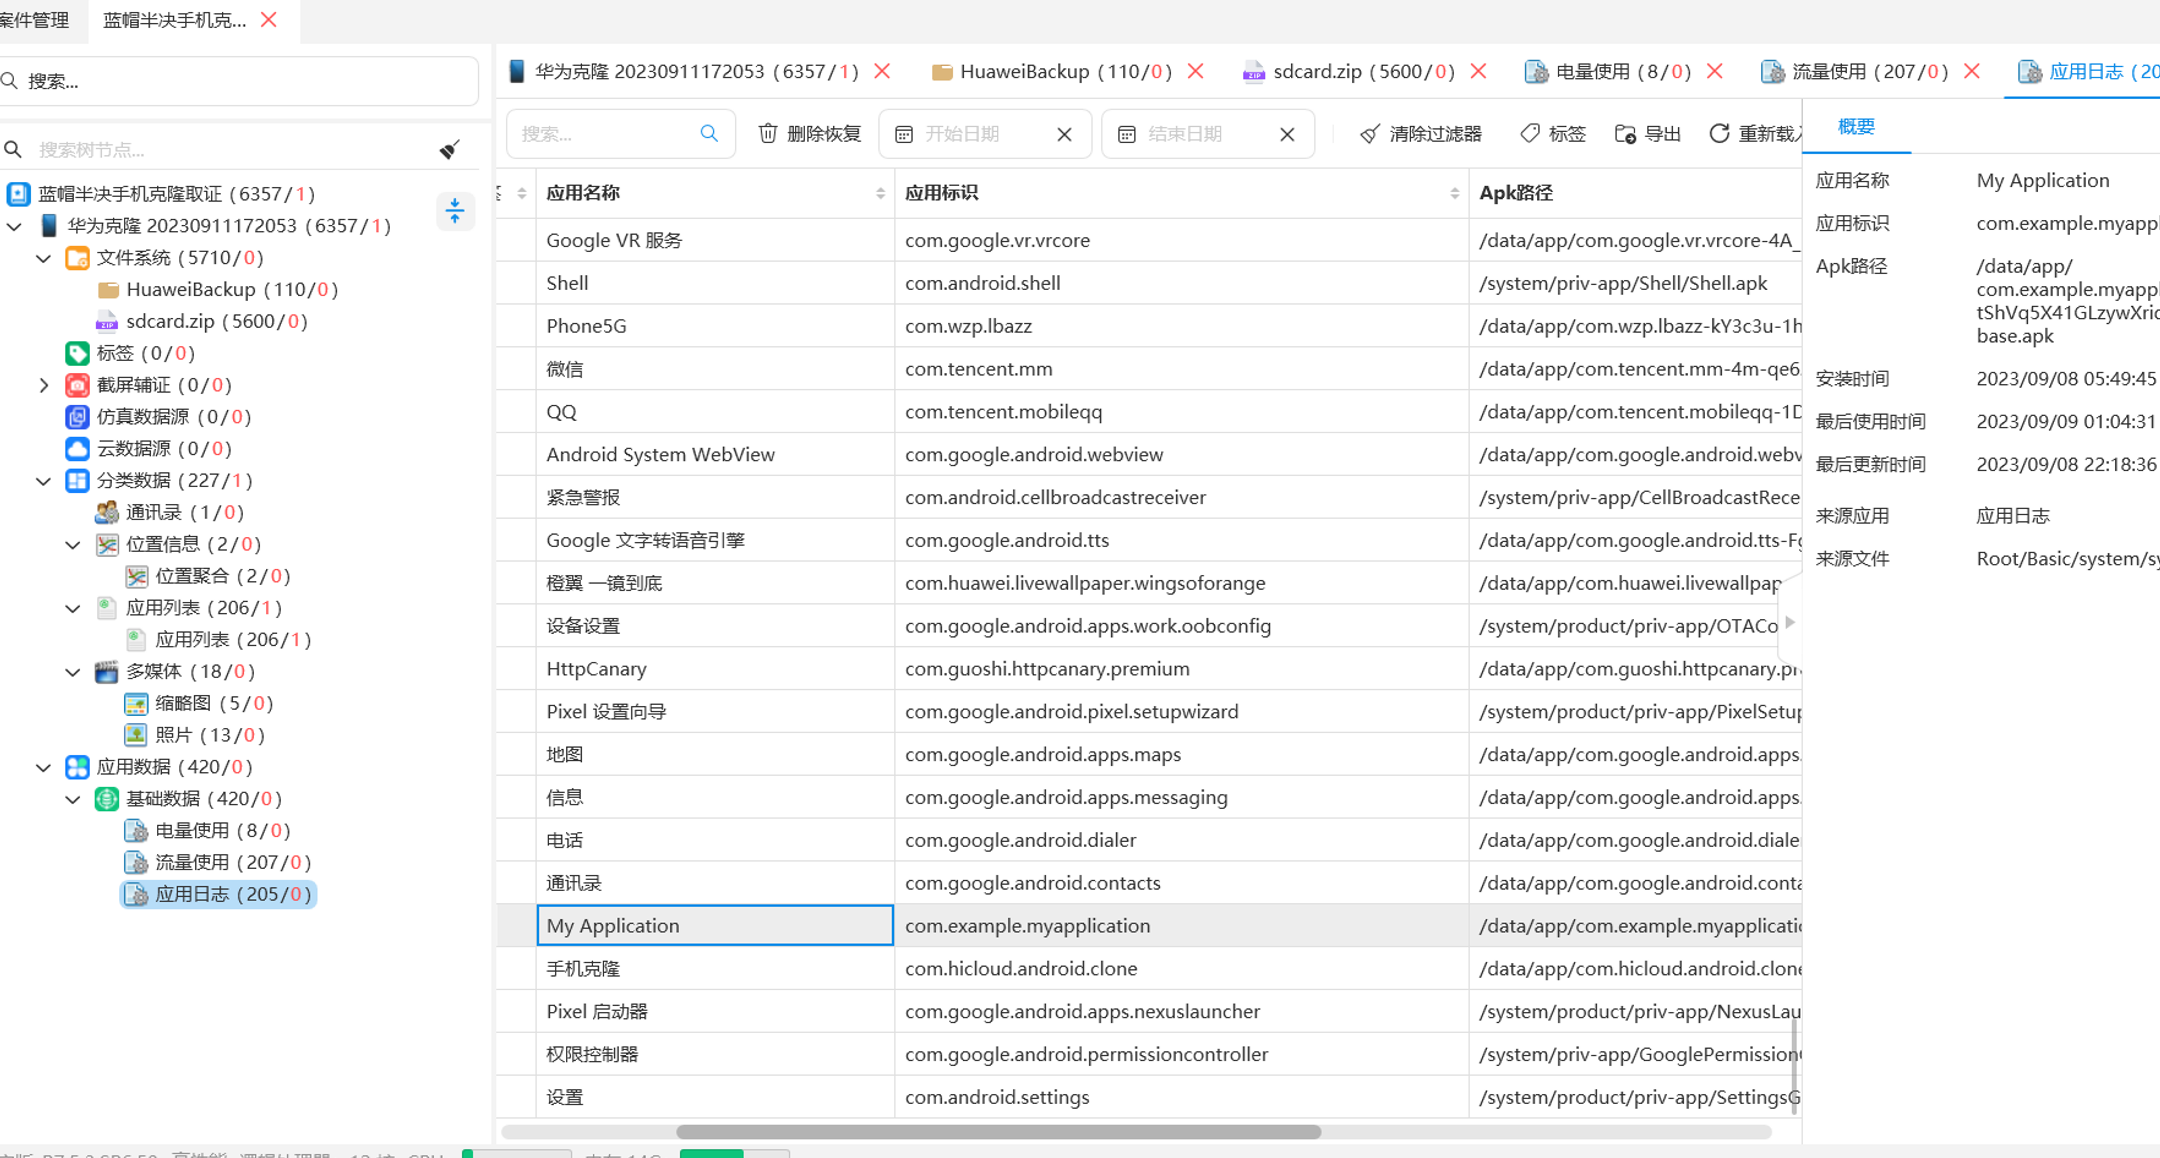 案件管理
蓝帽半决手机克...
搜索...
搜索树节点...
蓝帽半决手机克隆取证 (6357/1)
华为克隆 20230911172053 (6357/1)
文件系统 (5710/0)
HuaweiBackup (110/0)
sdcard.zip (5600/0)
标签 (0/0)
截屏辅证 (0/0)
仿真数据源 (0/0)
云数据源 (0/0)
分类数据 (227/1)
通讯录 (1/0)
位置信息 (2/0)
位置聚合 (2/0)
应用列表 (206/1)
应用列表 (206/1)
多媒体 (18/0)
缩略图 (5/0)
照片 (13/0)
应用数据 (420/0)
基础数据 (420/0)
电量使用 (8/0)
流量使用 (207/0)
应用日志 (205/0)
华为克隆 20230911172053 (6357/1)
HuaweiBackup (110/0)
sdcard.zip (5600/0)
电量使用 (8/0)
流量使用 (207/0)
应用日志 (20
搜索...
删除恢复
开始日期
结束日期
清除过滤器
标签
导出
重新载入
应用名称 应用标识 Apk路径
Google VR 服务 com.google.vr.vrcore /data/app/com.google.vr.vrcore-4A_
Shell com.android.shell /system/priv-app/Shell/Shell.apk
Phone5G com.wzp.lbazz /data/app/com.wzp.lbazz-kY3c3u-1h
微信 com.tencent.mm /data/app/com.tencent.mm-4m-qe6
QQ com.tencent.mobileqq /data/app/com.tencent.mobileqq-1D
Android System WebView com.google.android.webview /data/app/com.google.android.webv
紧急警报 com.android.cellbroadcastreceiver /system/priv-app/CellBroadcastRece
Google 文字转语音引擎 com.google.android.tts /data/app/com.google.android.tts-Fg
橙翼 一镜到底 com.huawei.livewallpaper.wingsoforange /data/app/com.huawei.livewallpap
设备设置 com.google.android.apps.work.oobconfig /system/product/priv-app/OTACo
HttpCanary com.guoshi.httpcanary.premium /data/app/com.guoshi.httpcanary.pr
Pixel 设置向导 com.google.android.pixel.setupwizard /system/product/priv-app/PixelSetup
地图 com.google.android.apps.maps /data/app/com.google.android.apps.
信息 com.google.android.apps.messaging /data/app/com.google.android.apps.
电话 com.google.android.dialer /data/app/com.google.android.diale
通讯录 com.google.android.contacts /data/app/com.google.android.conta
My Application com.example.myapplication /data/app/com.example.myapplicatio
手机克隆 com.hicloud.android.clone /data/app/com.hicloud.android.clone
Pixel 启动器 com.google.android.apps.nexuslauncher /system/product/priv-app/NexusLau
权限控制器 com.google.android.permissioncontroller /system/priv-app/GooglePermission
设置 com.android.settings /system/product/priv-app/SettingsG
概要
应用名称 My Application
应用标识 com.example.myappl
Apk路径 /data/app/
com.example.myappl
tShVq5X41GLzywXric
base.apk
安装时间 2023/09/08 05:49:45
最后使用时间 2023/09/09 01:04:31
最后更新时间 2023/09/08 22:18:36
来源应用 应用日志
来源文件 Root/Basic/system/sy